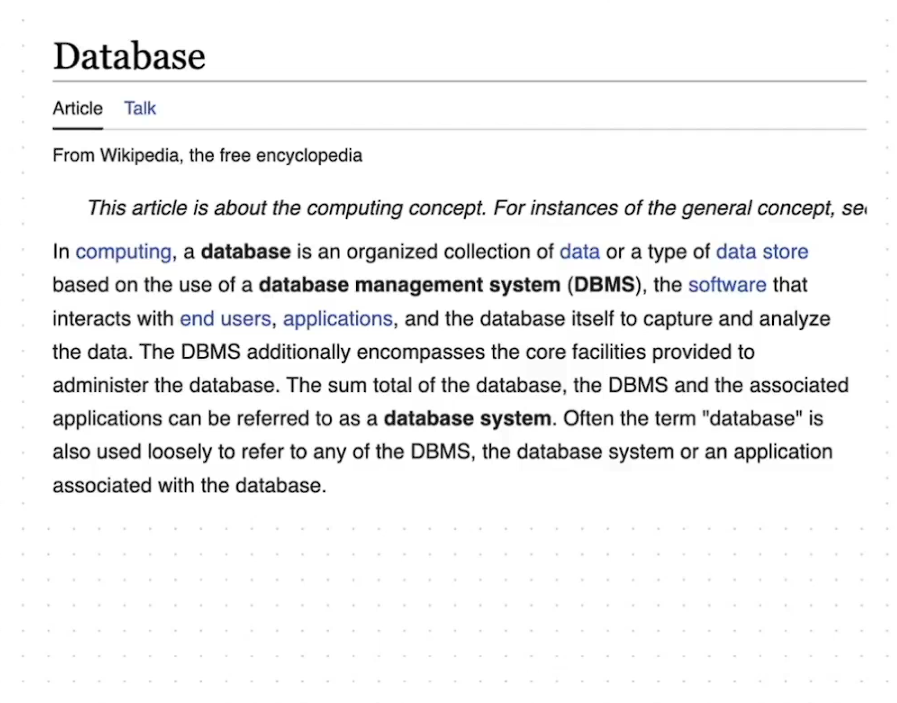 Database
Article Talk
From Wikipedia, the free encyclopedia
This article is about the computing concept. For instances of the general concept,
In computing, a database is an organized collection of data or a type of data store
based on the use of a database management system (DBMS), the software that
interacts with end users, applications, and the database itself to capture and analyze
the data. The DBMS additionally encompasses the core facilities provided to
administer the database. The sum total of the database, the DBMS and the associated
applications can be referred to as a database system. Often the term "database" is
also used loosely to refer to any of the DBMS, the database system or an application
associated with the database.